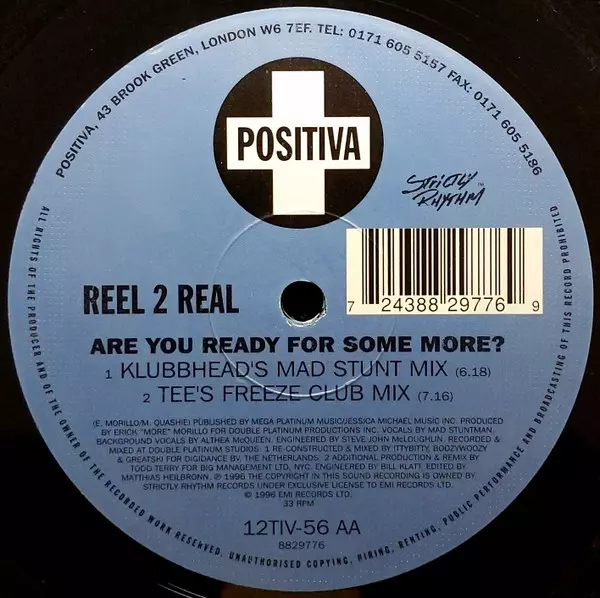 POSITIVA, 43 BROOK GREEN, LONDON W6 7EF. TEL: 0171 605 5157 FAX: 0171 605 5186
POSITIVA
STRICTLY
RHYTHM ™
7 24388 29776 9
REEL 2 REAL
ARE YOU READY FOR SOME MORE?
1 KLUBBHEAD'S MAD STUNT MIX (6.18)
2 TEE'S FREEZE CLUB MIX (7.16)
(E. MORILLO/M. QUASHIE) PUBLISHED BY MEGA PLATINUM MUSIC/JESSICA MICHAEL MUSIC INC. PRODUCED
BY ERICK "MORE" MORILLO FOR DOUBLE PLATINUM PRODUCTIONS INC. VOCALS BY MAD STUNTMAN.
BACKGROUND VOCALS BY ALTHEA McQUEEN. ENGINEERED BY STEVE JOHN McLOUGHLIN. RECORDED &
MIXED AT DOUBLE PLATINUM STUDIOS. 1 RE-CONSTRUCTED & MIXED BY ITTYBITTY, BOOZYWOOZY
& GREATSKI FOR DIGIDANCE BV. THE NETHERLANDS. 2 ADDITIONAL PRODUCTION & REMIX BY
TODD TERRY FOR BIG MANAGEMENT LTD, NYC. ENGINEERED BY BILL KLATT. EDITED BY
MATTHIAS HEILBRONN. ℗ 1996 THE COPYRIGHT IN THIS SOUND RECORDING IS OWNED BY
STRICTLY RHYTHM RECORDS UNDER EXCLUSIVE LICENSE TO EMI RECORDS LTD.
© 1996 EMI RECORDS LTD.
33 RPM
12TIV-56 AA
8829776
ALL RIGHTS OF THE PRODUCER AND OF THE OWNER OF THE RECORDED WORK RESERVED. UNAUTHORISED COPYING, HIRING, RENTING, PUBLIC PERFORMANCE AND BROADCASTING OF THIS RECORD PROHIBITED